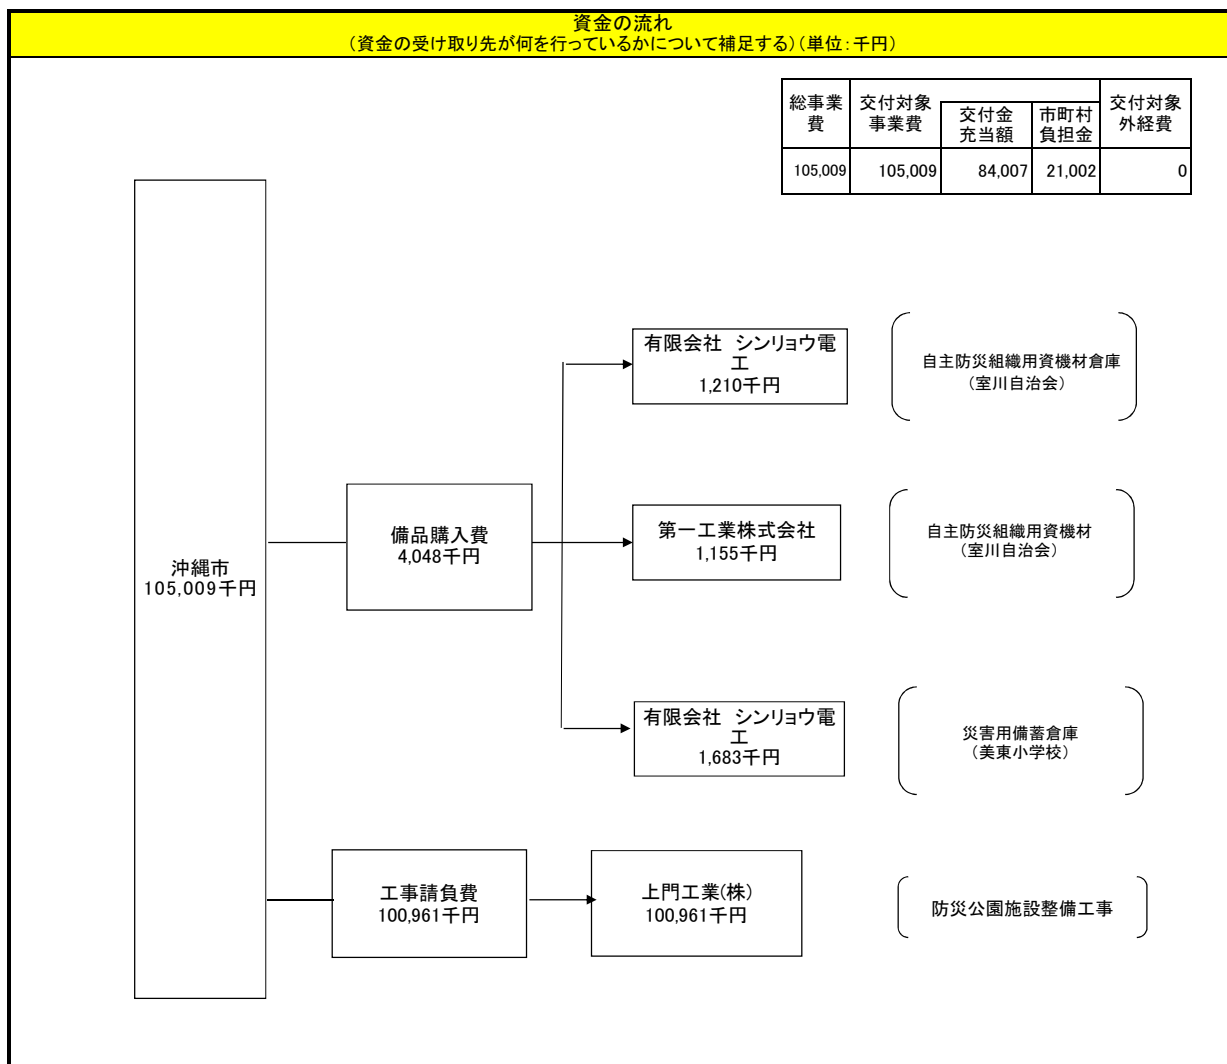 資金の流れ
（資金の受け取り先が何を行っているかについて補足する）（単位：千円）
総事業
費
交付対象
事業費
交付金
充当額
市町村
負担金
交付対象
外経費
105,009 105,009 84,007 21,002 0
有限会社　シンリョウ電
工
1,210千円
自主防災組織用資機材倉庫
（室川自治会）
備品購入費
4,048千円
第一工業株式会社
1,155千円
自主防災組織用資機材
（室川自治会）
沖縄市
105,009千円
有限会社　シンリョウ電
工
1,683千円
災害用備蓄倉庫
（美東小学校）
工事請負費
100,961千円
上門工業(株)
100,961千円
防災公園施設整備工事